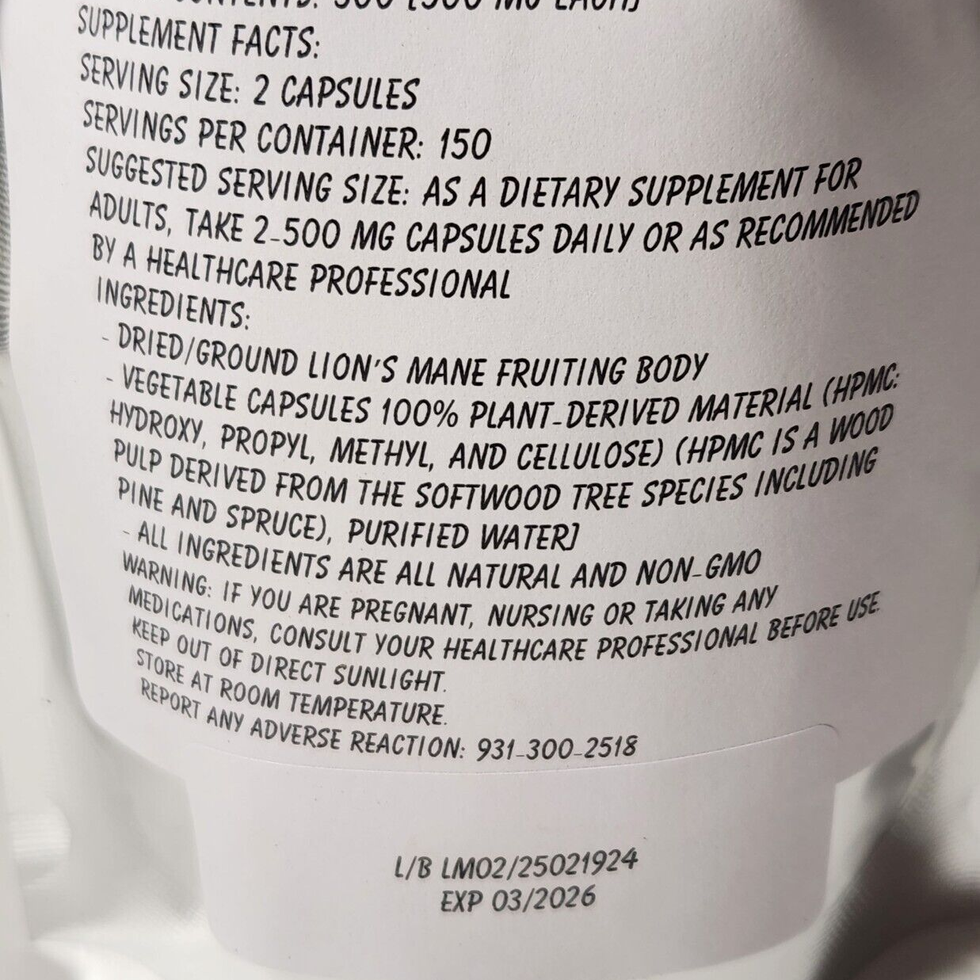 CONTENTS: 300 [500 MG EACH]
SUPPLEMENT FACTS:
SERVING SIZE: 2 CAPSULES
SERVINGS PER CONTAINER: 150
SUGGESTED SERVING SIZE: AS A DIETARY SUPPLEMENT FOR
ADULTS, TAKE 2-500 MG CAPSULES DAILY OR AS RECOMMENDED
BY A HEALTHCARE PROFESSIONAL
INGREDIENTS:
- DRIED/GROUND LION'S MANE FRUITING BODY
- VEGETABLE CAPSULES 100% PLANT-DERIVED MATERIAL (HPMC:
HYDROXY, PROPYL, METHYL, AND CELLULOSE) (HPMC IS A WOOD
PULP DERIVED FROM THE SOFTWOOD TREE SPECIES INCLUDING
PINE AND SPRUCE), PURIFIED WATER]
- ALL INGREDIENTS ARE ALL NATURAL AND NON-GMO
WARNING: IF YOU ARE PREGNANT, NURSING OR TAKING ANY
MEDICATIONS, CONSULT YOUR HEALTHCARE PROFESSIONAL BEFORE USE.
KEEP OUT OF DIRECT SUNLIGHT.
STORE AT ROOM TEMPERATURE.
REPORT ANY ADVERSE REACTION: 931-300-2518
L/B LM02/25021924
EXP 03/2026